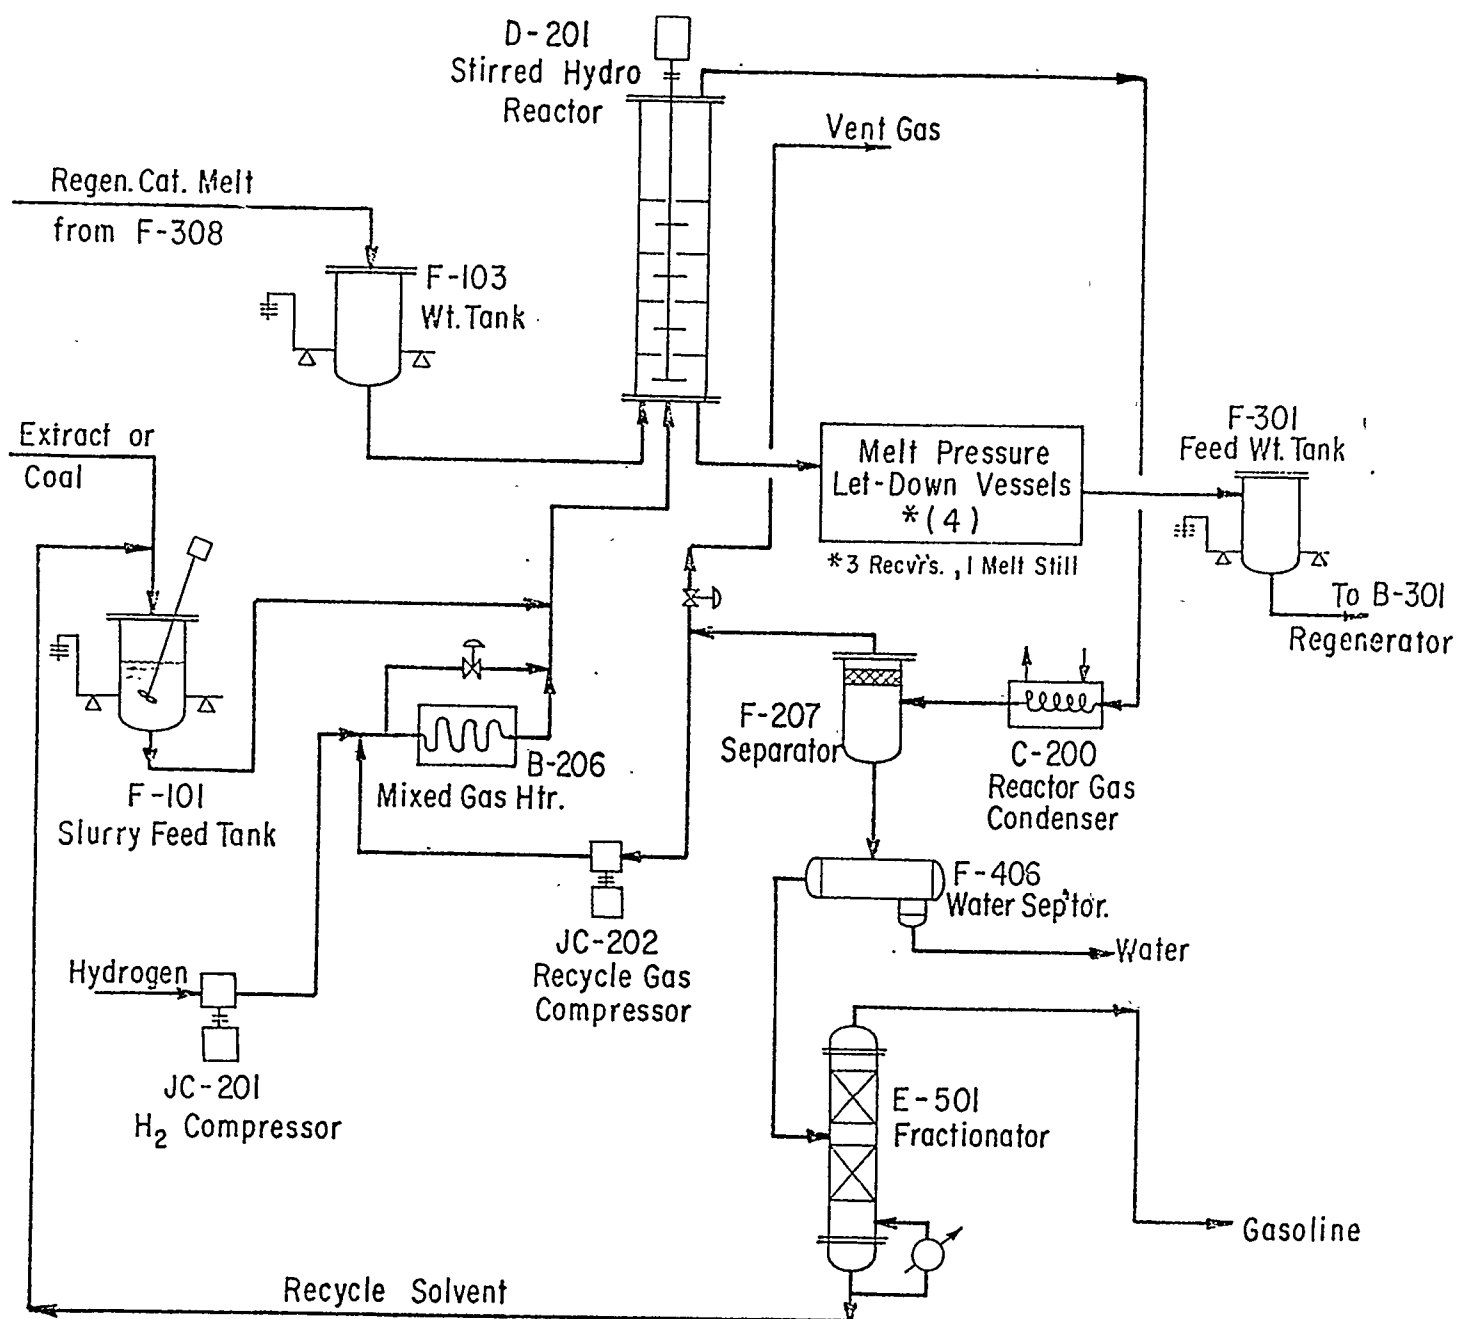 D-201
Stirred Hydro
Reactor
Vent Gas
Regen. Cat. Melt
from F-308
F-103
Wt. Tank
Extract or
Coal
Melt Pressure
Let-Down Vessels
*(4)
*3 Recvr's., 1 Melt Still
F-301
Feed Wt. Tank
To B-301
Regenerator
F-101
Slurry Feed Tank
B-206
Mixed Gas Htr.
F-207
Separator
C-200
Reactor Gas
Condenser
F-406
Water Sep'tor.
Water
JC-202
Recycle Gas
Compressor
Hydrogen
JC-201
H2 Compressor
E-501
Fractionator
Gasoline
Recycle Solvent